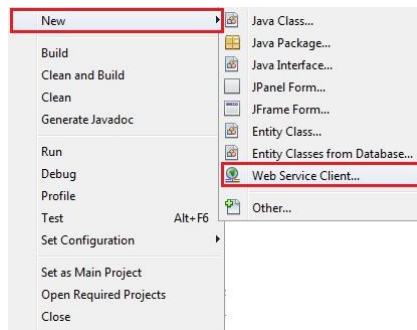 New
Build
Clean and Build
Clean
Generate Javadoc
Run
Debug
Profile
Test Alt+F6
Set Configuration
Set as Main Project
Open Required Projects
Close
Java Class...
Java Package...
Java Interface...
JPanel Form...
JFrame Form...
Entity Class...
Entity Classes from Database...
Web Service Client...
Other...